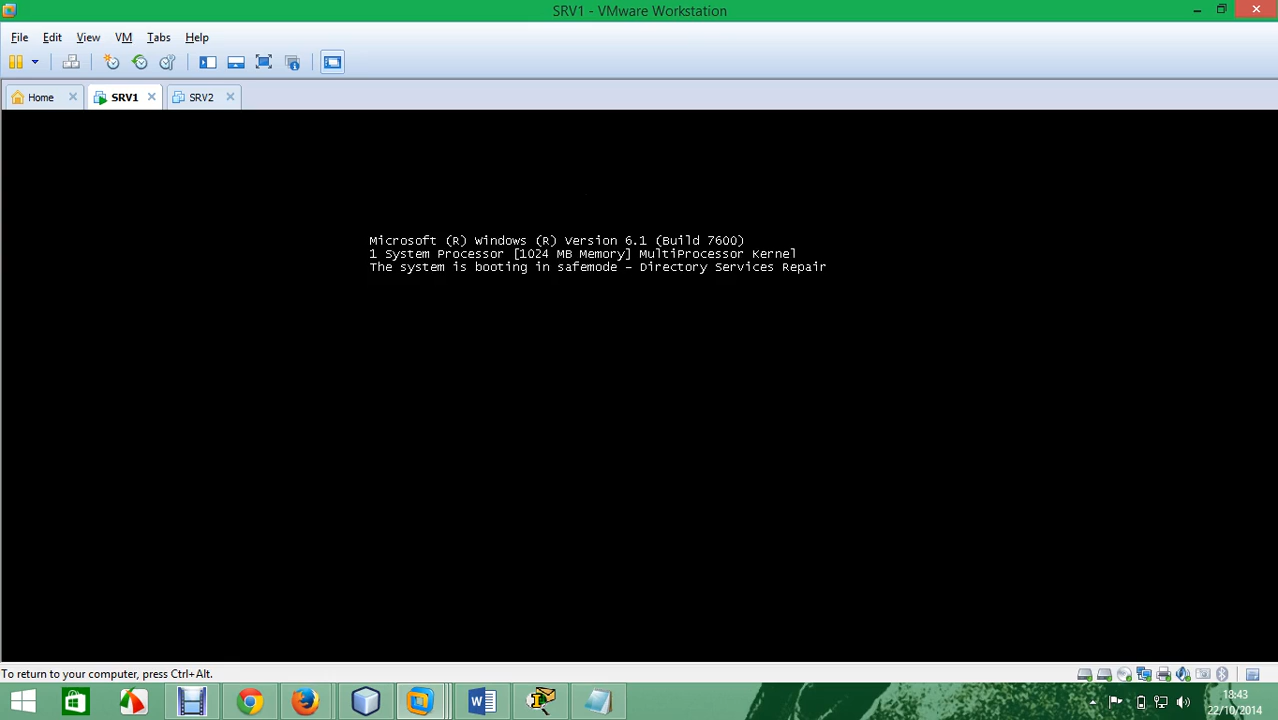 SRV1 - VMware Workstation
File Edit View VM Tabs Help
Home SRV1 SRV2
Microsoft (R) Windows (R) Version 6.1 (Build 7600)
1 System Processor [1024 MB Memory] MultiProcessor Kernel
The system is booting in safemode - Directory Services Repair
To return to your computer, press Ctrl+Alt.
18:43
22/10/2014